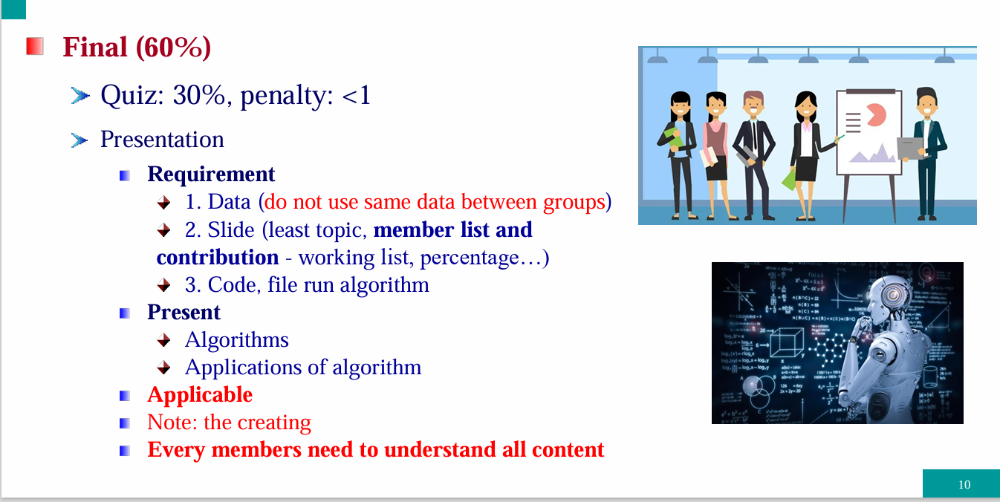 Final (60%)
Quiz: 30%, penalty: <1
Presentation
Requirement
1. Data (do not use same data between groups)
2. Slide (least topic, member list and
contribution - working list, percentage…)
3. Code, file run algorithm
Present
Algorithms
Applications of algorithm
Applicable
Note: the creating
Every members need to understand all content
10